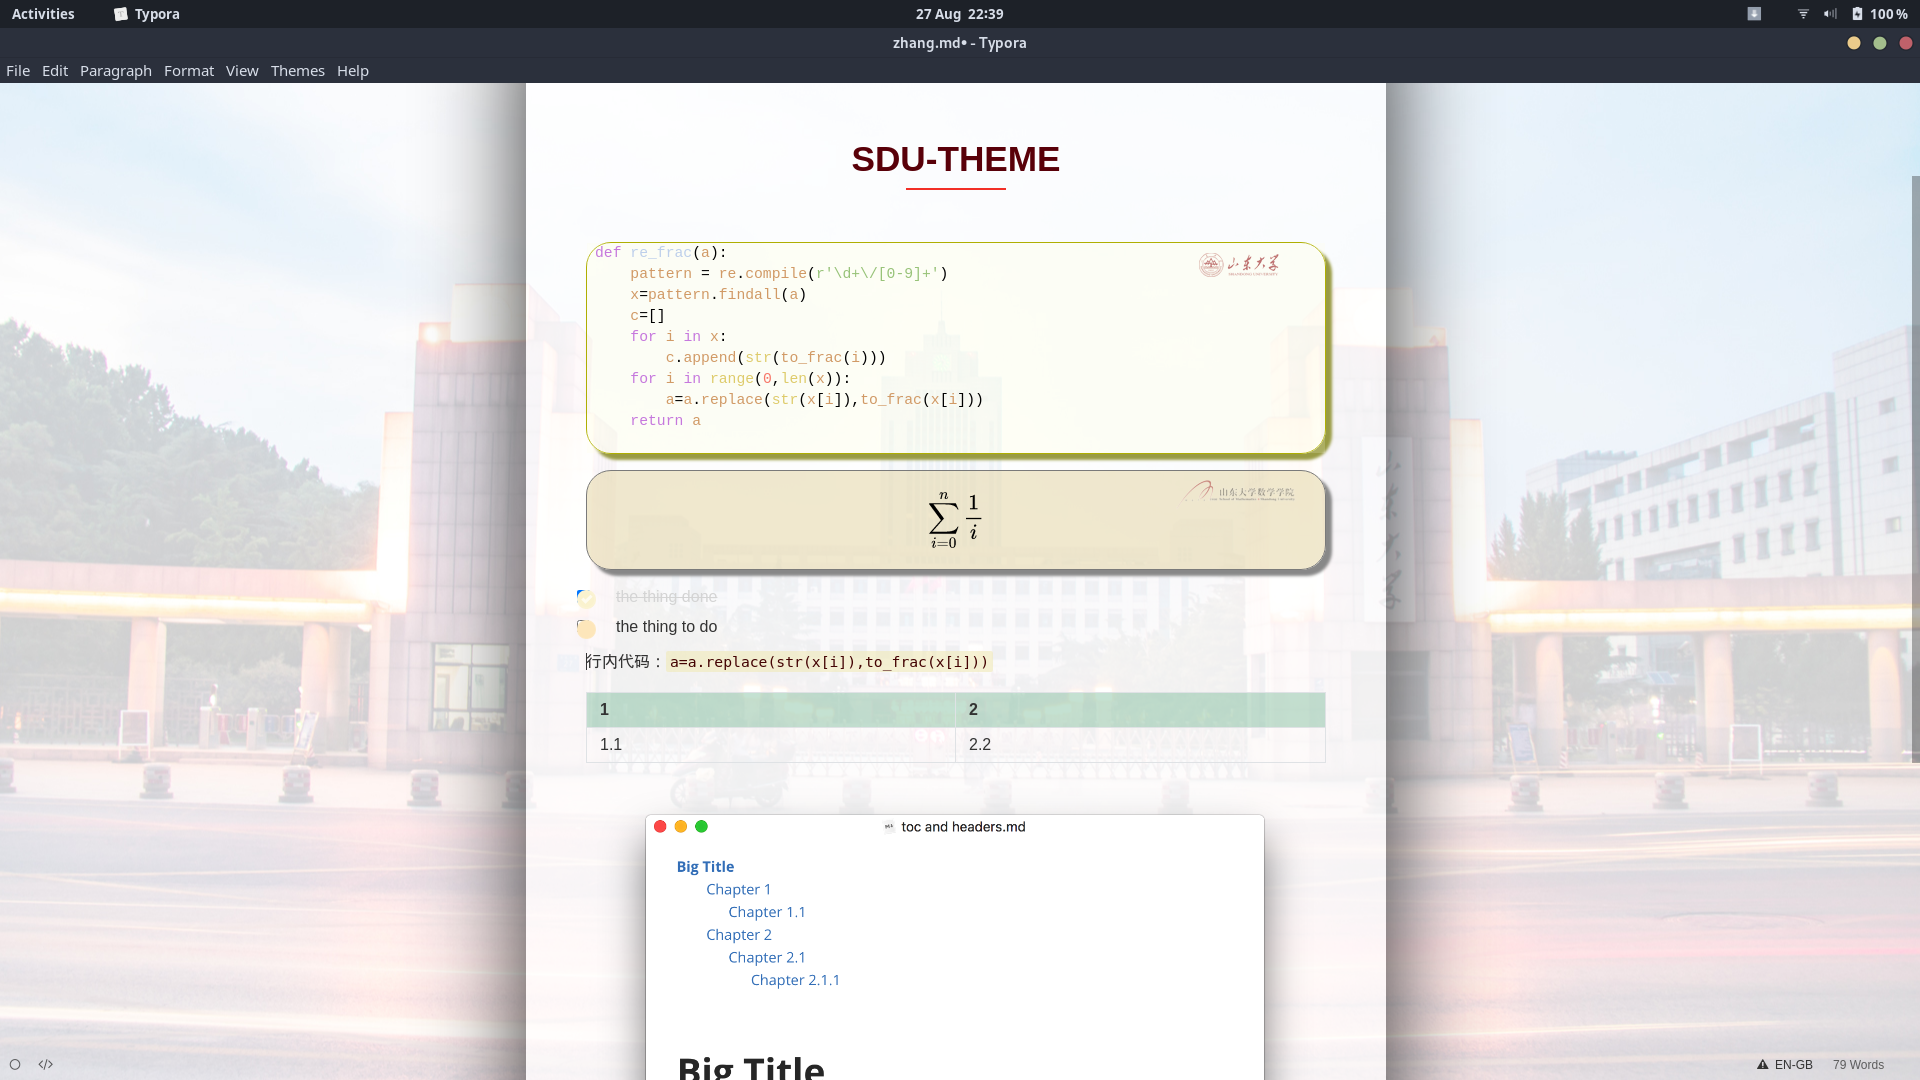 Activities Typora 27 Aug 22:39 100 %
zhang.md• - Typora
File Edit Paragraph Format View Themes Help
SDU-THEME
def re_frac(a):
    pattern = re.compile(r'\d+\/[0-9]+')
    x=pattern.findall(a)
    c=[]
    for i in x:
        c.append(str(to_frac(i)))
    for i in range(0,len(x)):
        a=a.replace(str(x[i]),to_frac(x[i]))
    return a
山东大学
山东大学数学学院
n
∑ 1/i
i=0
the thing done
the thing to do
行内代码：a=a.replace(str(x[i]),to_frac(x[i]))
1 2
1.1 2.2
山东大学
toc and headers.md
Big Title
Chapter 1
Chapter 1.1
Chapter 2
Chapter 2.1
Chapter 2.1.1
Big Title
</> EN-GB 79 Words